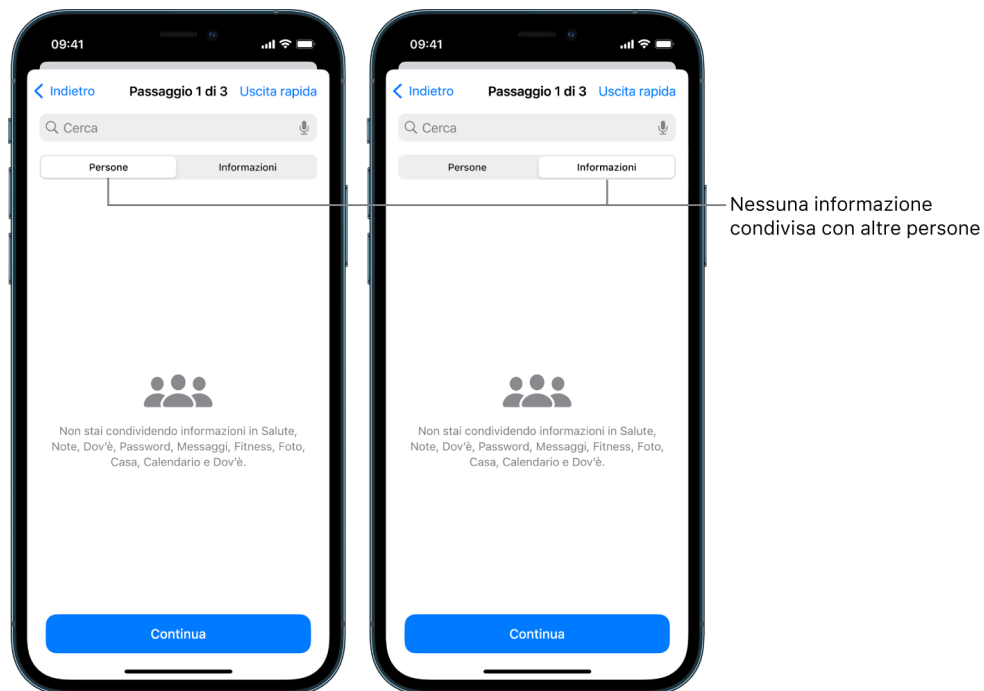 09:41
Indietro Passaggio 1 di 3 Uscita rapida
Cerca
Persone Informazioni
Non stai condividendo informazioni in Salute,
Note, Dov'è, Password, Messaggi, Fitness, Foto,
Casa, Calendario e Dov'è.
Continua
09:41
Indietro Passaggio 1 di 3 Uscita rapida
Cerca
Persone Informazioni
Non stai condividendo informazioni in Salute,
Note, Dov'è, Password, Messaggi, Fitness, Foto,
Casa, Calendario e Dov'è.
Continua
Nessuna informazione
condivisa con altre persone